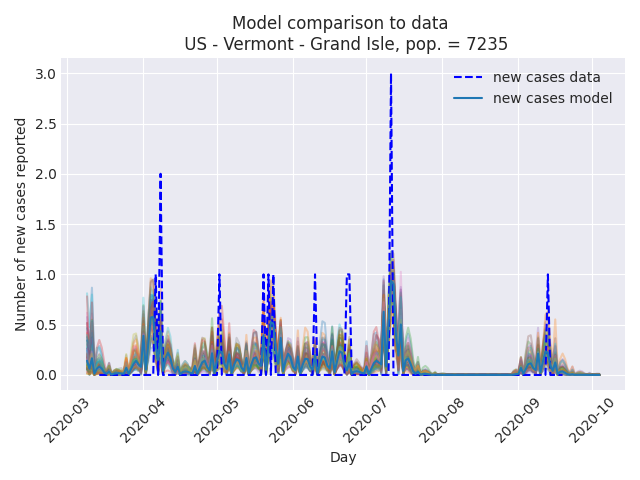 Model comparison to data
US - Vermont - Grand Isle, pop. = 7235
new cases data
new cases model
Number of new cases reported
3.0
2.5
2.0
1.5
1.0
0.5
0.0
2020-03
2020-04
2020-05
2020-06
2020-07
2020-08
2020-09
2020-10
Day